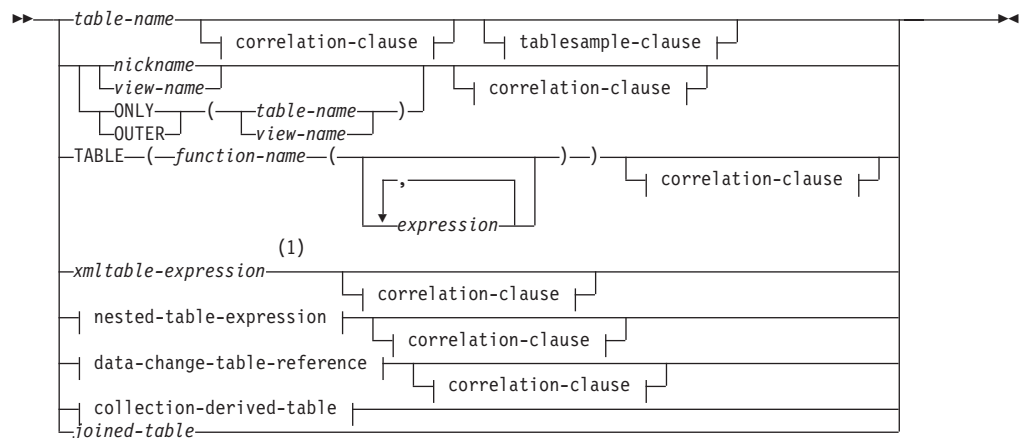 table-name
correlation-clause tablesample-clause
nickname
view-name correlation-clause
ONLY ( table-name )
OUTER view-name
TABLE ( function-name ( ) )
, correlation-clause
expression
(1)
xmltable-expression
correlation-clause
nested-table-expression
correlation-clause
data-change-table-reference
correlation-clause
collection-derived-table
joined-table